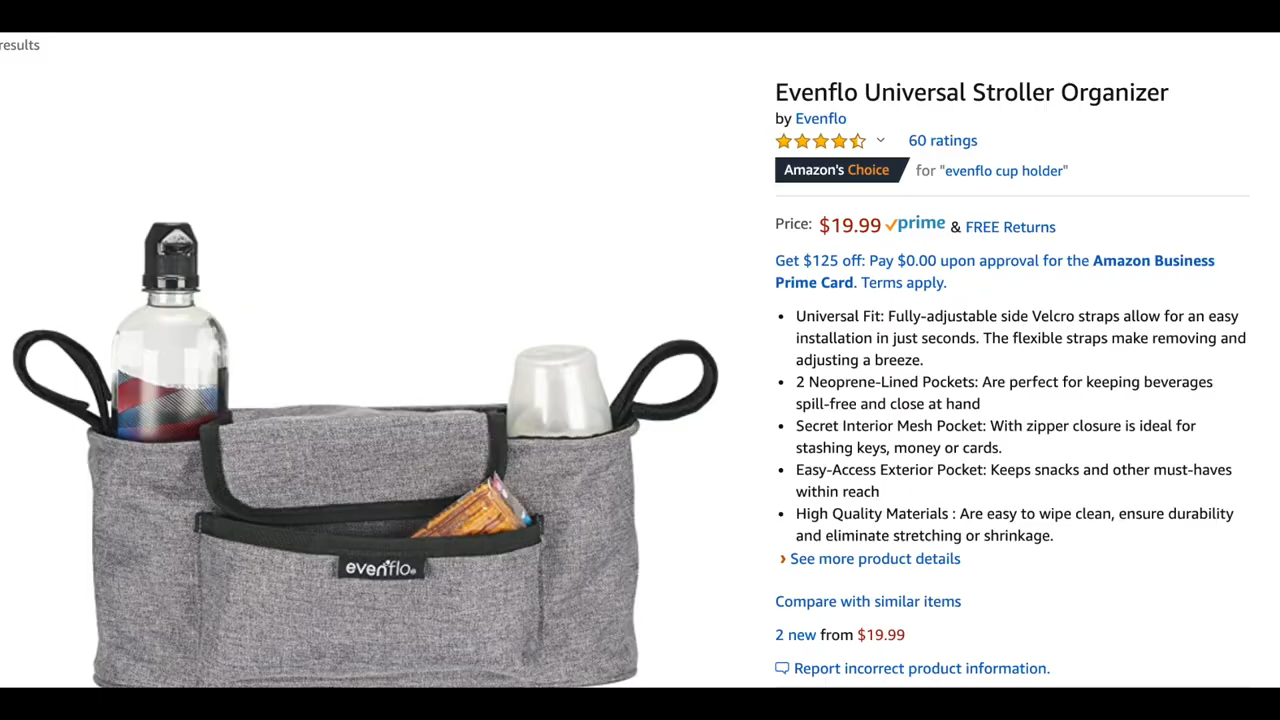 results
Evenflo Universal Stroller Organizer
by Evenflo
60 ratings
Amazon's Choice for "evenflo cup holder"
Price: $19.99 prime & FREE Returns
Get $125 off: Pay $0.00 upon approval for the Amazon Business
Prime Card. Terms apply.
• Universal Fit: Fully-adjustable side Velcro straps allow for an easy
installation in just seconds. The flexible straps make removing and
adjusting a breeze.
• 2 Neoprene-Lined Pockets: Are perfect for keeping beverages
spill-free and close at hand
• Secret Interior Mesh Pocket: With zipper closure is ideal for
stashing keys, money or cards.
• Easy-Access Exterior Pocket: Keeps snacks and other must-haves
within reach
• High Quality Materials : Are easy to wipe clean, ensure durability
and eliminate stretching or shrinkage.
› See more product details
evenflo®
Compare with similar items
2 new from $19.99
Report incorrect product information.